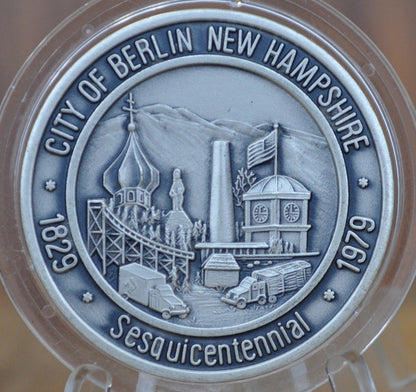 CITY OF BERLIN NEW HAMPSHIRE
1829
1979
Sesquicentennial